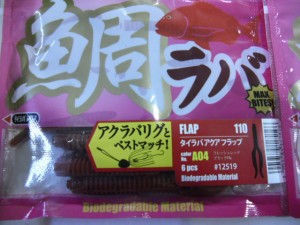 鯛ラバ
MAX BITES!
アクラバリグと
ベストマッチ!
FLAP 110
タイラバ アクア フラップ
color No. A04
6 pcs #12519
Biodegradable Material
Biodegradable Material